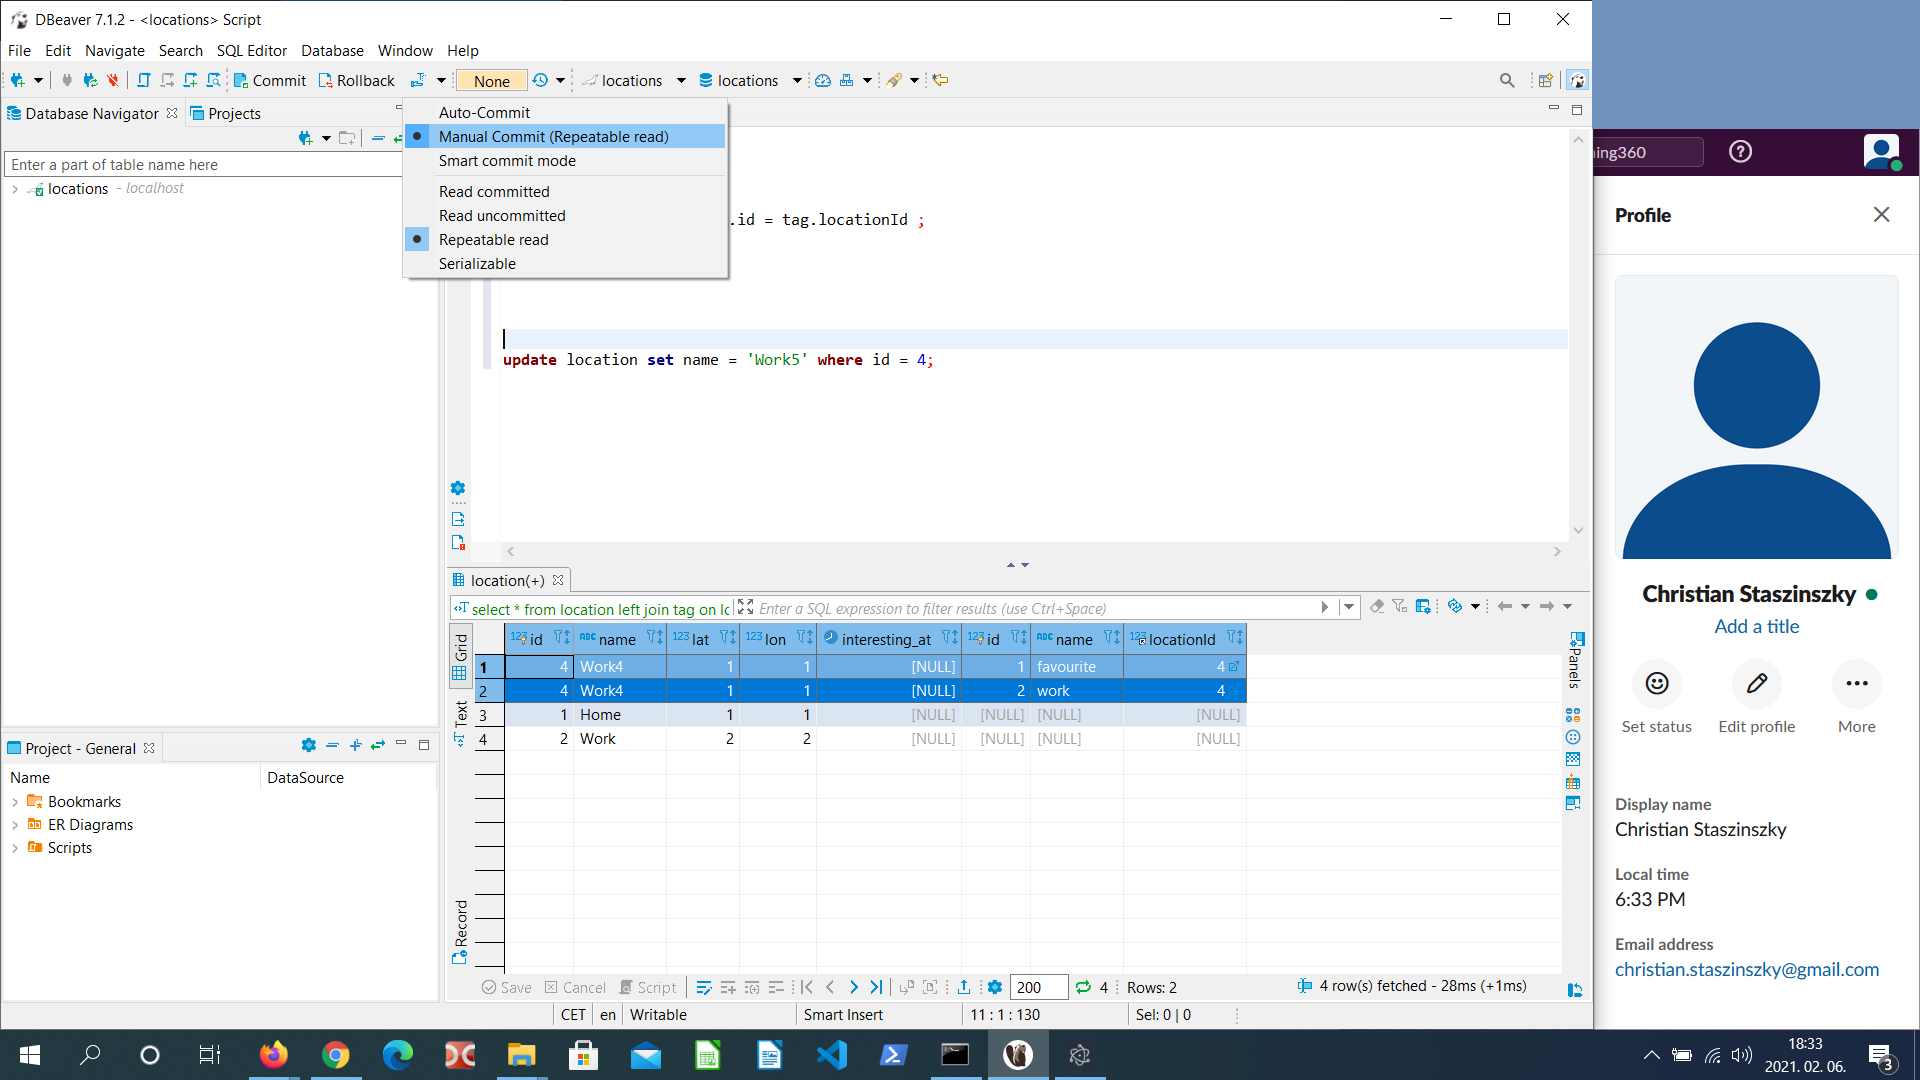 DBeaver 7.1.2 - <locations> Script
File Edit Navigate Search SQL Editor Database Window Help
Commit Rollback None locations locations
Database Navigator Projects
Enter a part of table name here
locations - localhost
Auto-Commit
Manual Commit (Repeatable read)
Smart commit mode
Read committed
Read uncommitted
Repeatable read
Serializable
.id = tag.locationId ;
update location set name = 'Work5' where id = 4;
location(+)
select * from location left join tag on lo
Enter a SQL expression to filter results (use Ctrl+Space)
Grid
Text
Record
Panels
123 id ABC name 123 lat 123 lon interesting_at 123 id ABC name 123 locationId
1 4 Work4 1 1 [NULL] 1 favourite 4
2 4 Work4 1 1 [NULL] 2 work 4
3 1 Home 1 1 [NULL] [NULL] [NULL] [NULL]
4 2 Work 2 2 [NULL] [NULL] [NULL] [NULL]
Save Cancel Script 200 4 Rows: 2 4 row(s) fetched - 28ms (+1ms)
CET en Writable Smart Insert 11 : 1 : 130 Sel: 0 | 0
Project - General
Name DataSource
Bookmarks
ER Diagrams
Scripts
ing360
Profile
Christian Staszinszky
Add a title
Set status Edit profile More
Display name
Christian Staszinszky
Local time
6:33 PM
Email address
christian.staszinszky@gmail.com
18:33
2021. 02. 06.
3